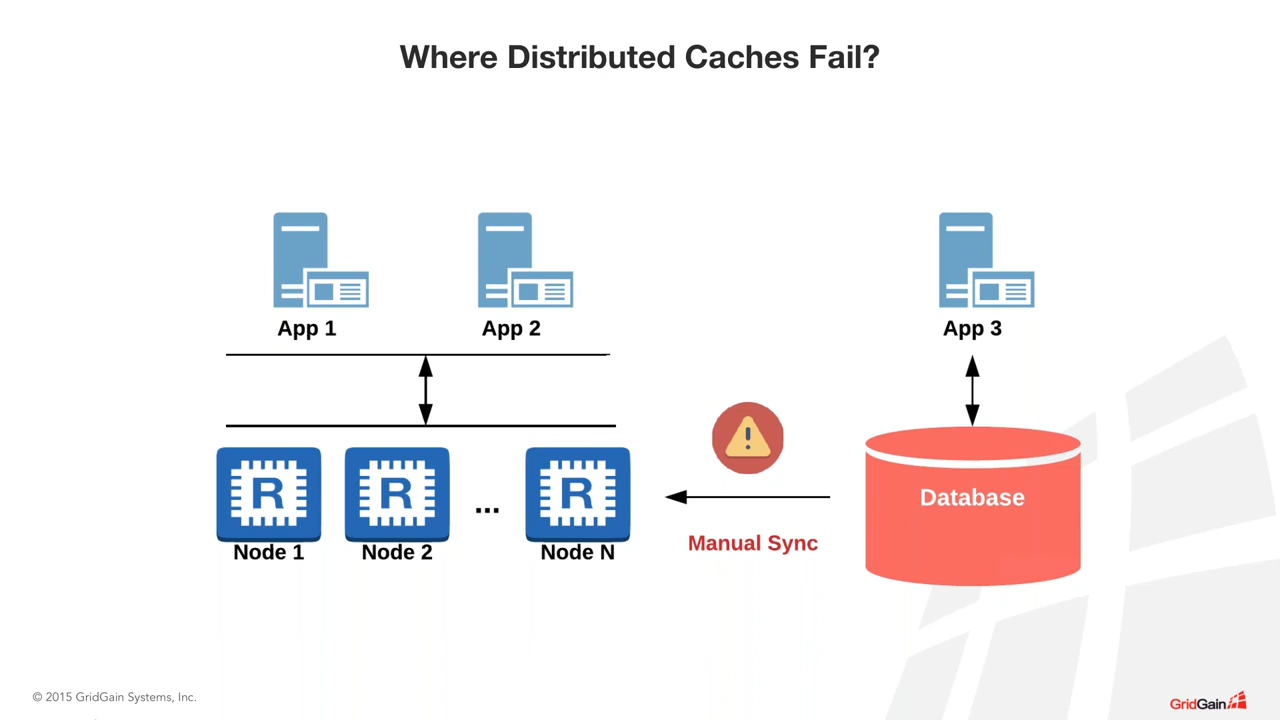 Where Distributed Caches Fail?
App 1
App 2
App 3
R
R
...
R
Node 1
Node 2
Node N
!
Manual Sync
Database
© 2015 GridGain Systems, Inc.
GridGain